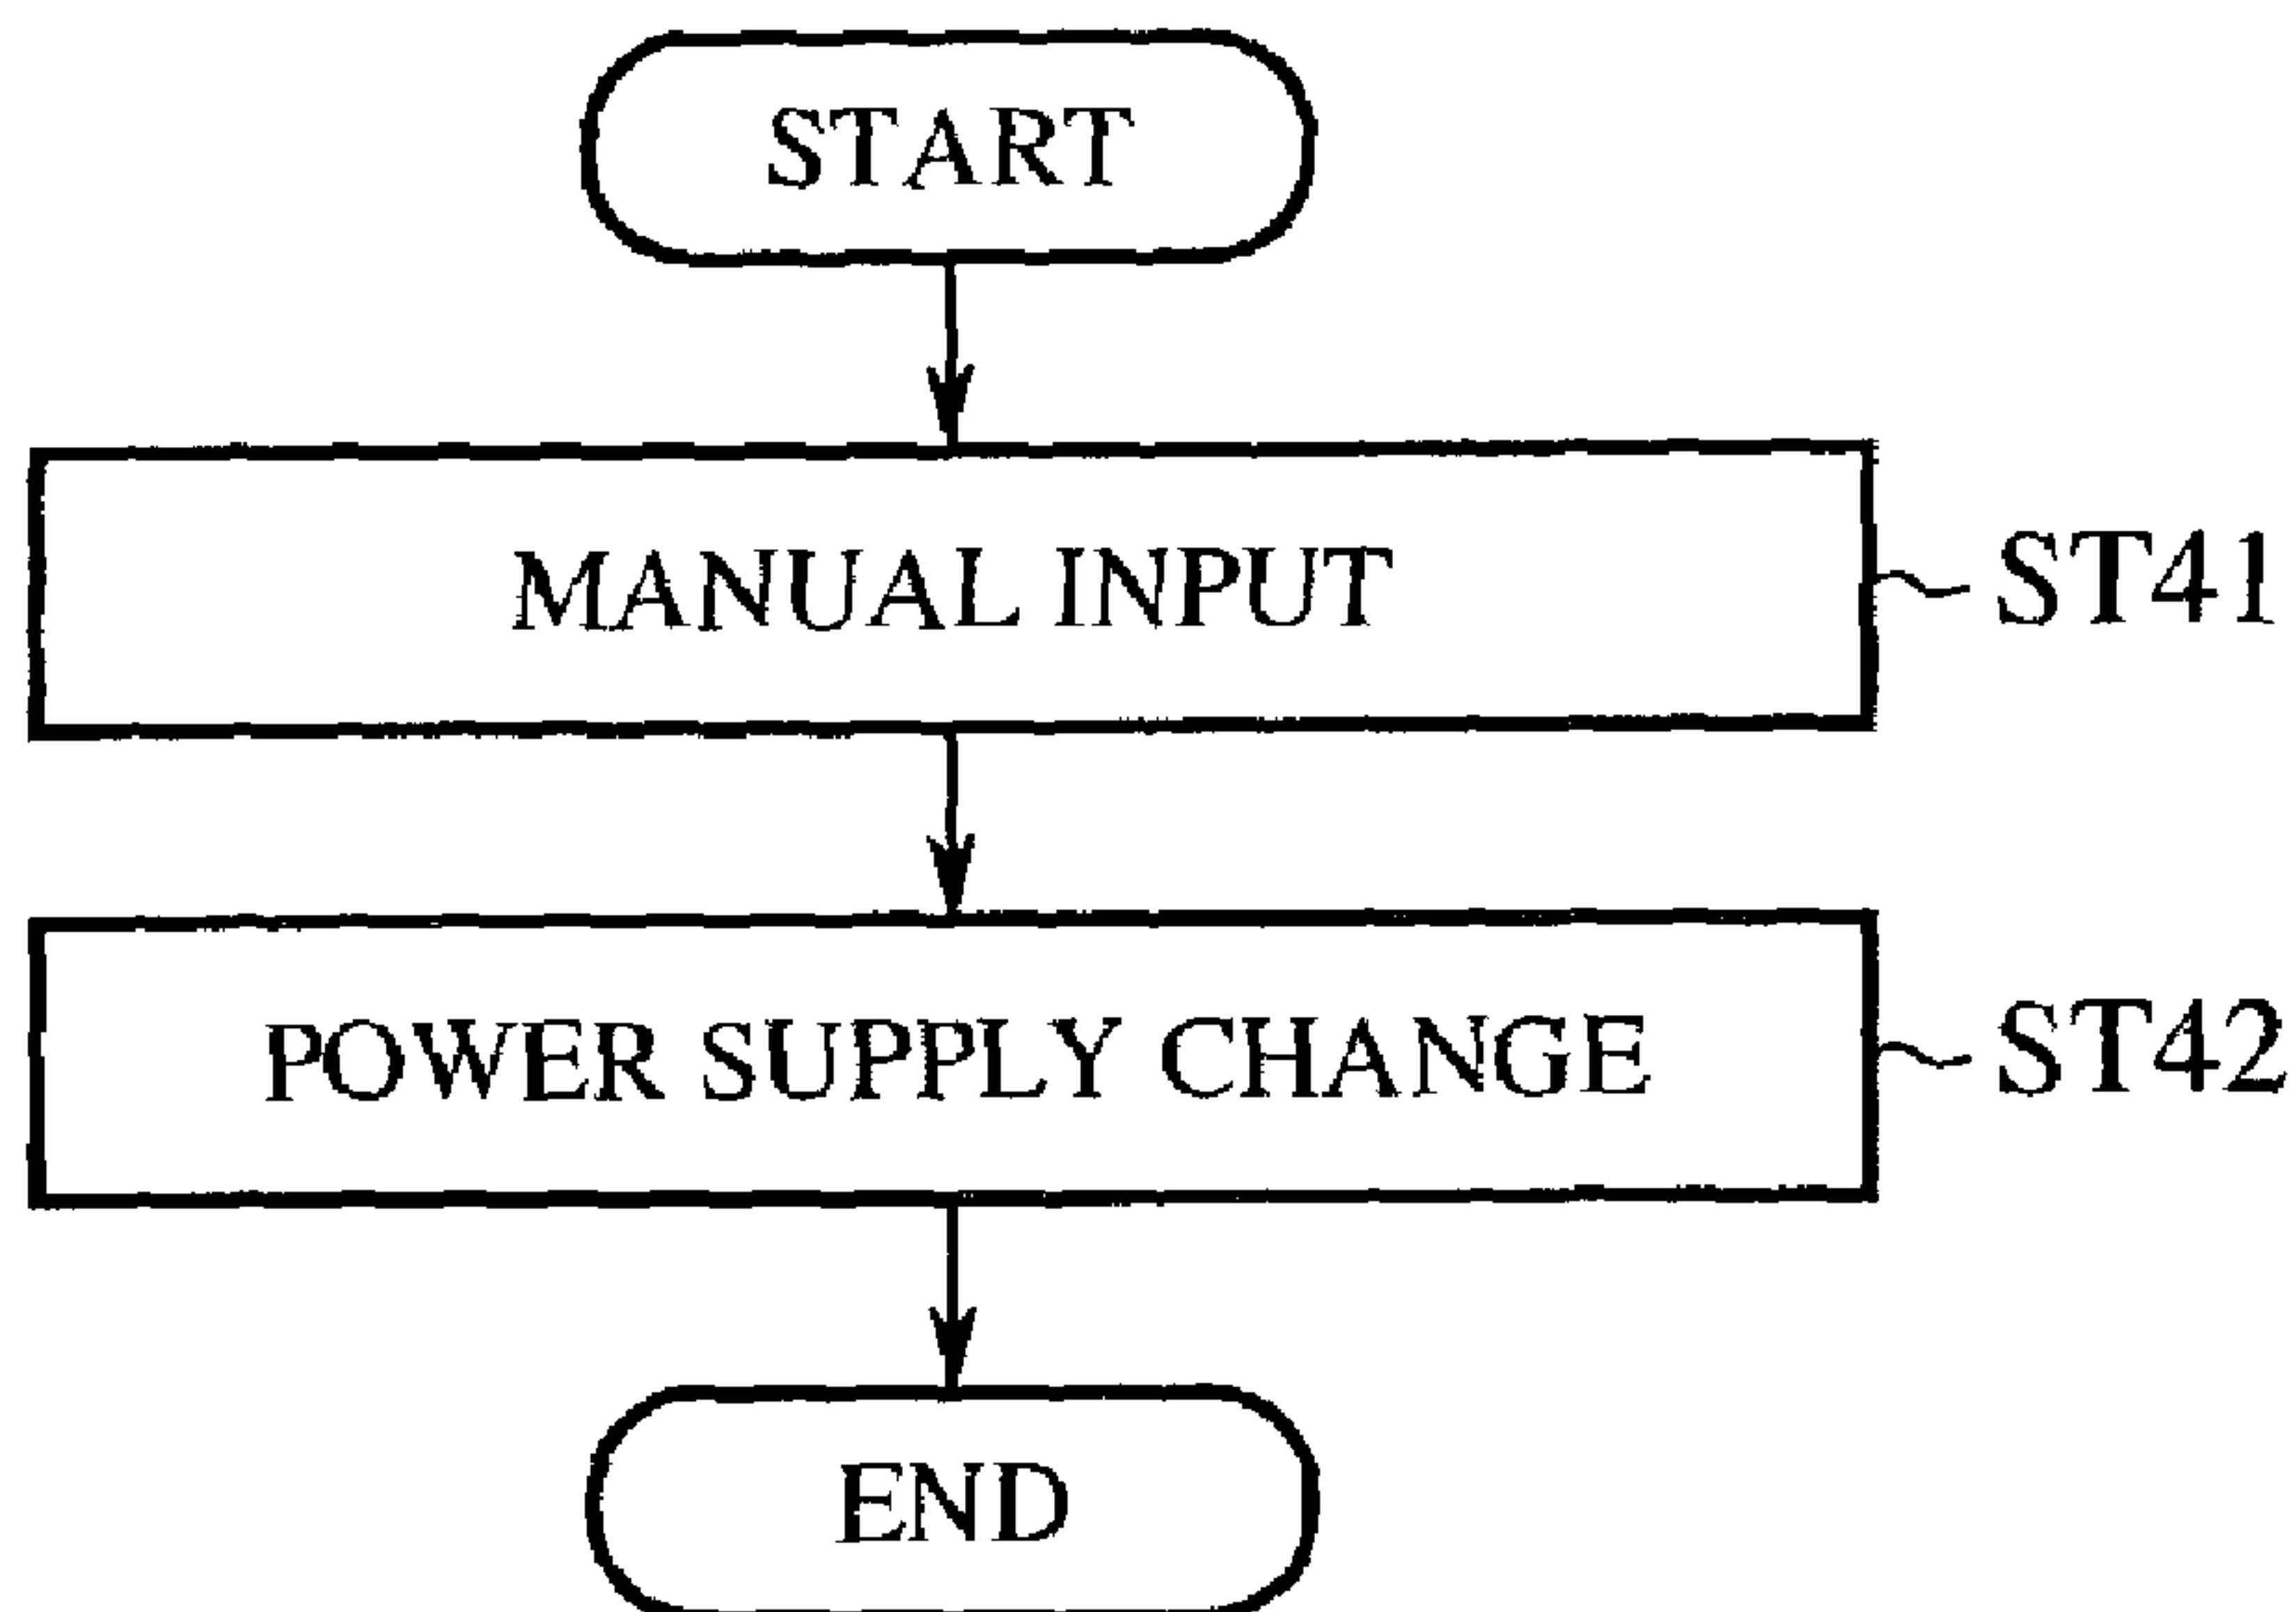 START
MANUAL INPUT
ST41
POWER SUPPLY CHANGE
ST42
END